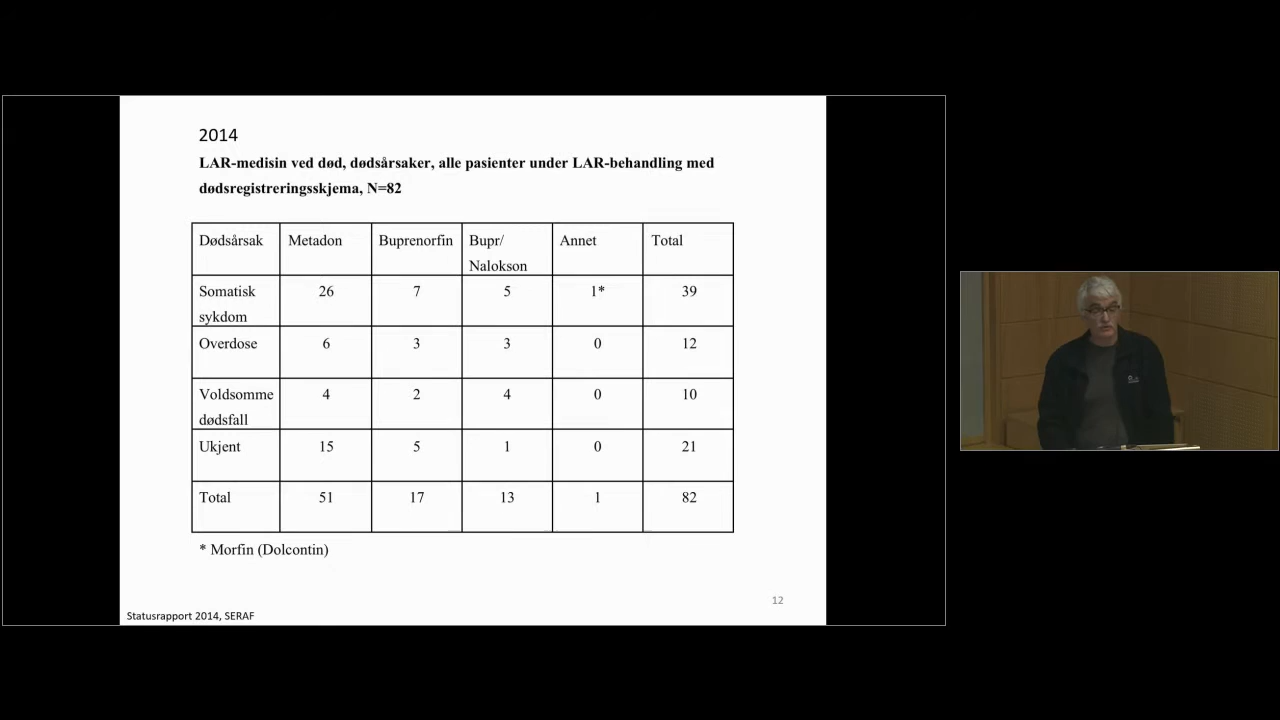 2014
LAR-medisin ved død, dødsårsaker, alle pasienter under LAR-behandling med
dødsregistreringsskjema, N=82
Dødsårsak Metadon Buprenorfin Bupr/ Annet Total
Nalokson
Somatisk 26 7 5 1* 39
sykdom
Overdose 6 3 3 0 12
Voldsomme 4 2 4 0 10
dødsfall
Ukjent 15 5 1 0 21
Total 51 17 13 1 82
* Morfin (Dolcontin)
12
Statusrapport 2014, SERAF